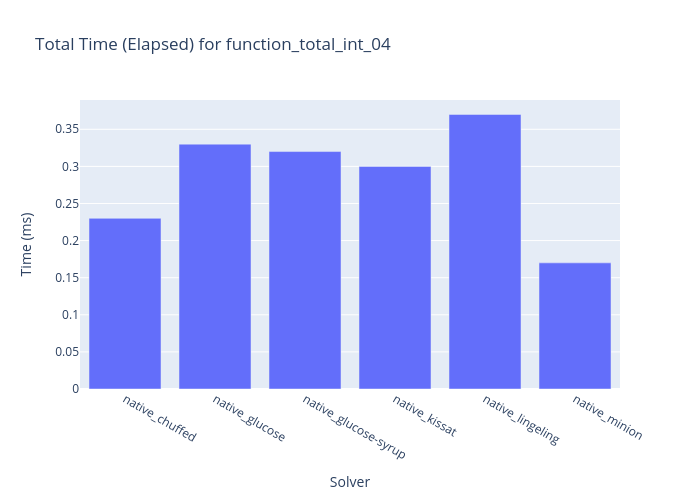 Total Time (Elapsed) for function_total_int_04
Time (ms)
0.35
0.3
0.25
0.2
0.15
0.1
0.05
0
native_chuffed
native_glucose
native_glucose-syrup
native_kissat
native_lingeling
native_minion
Solver